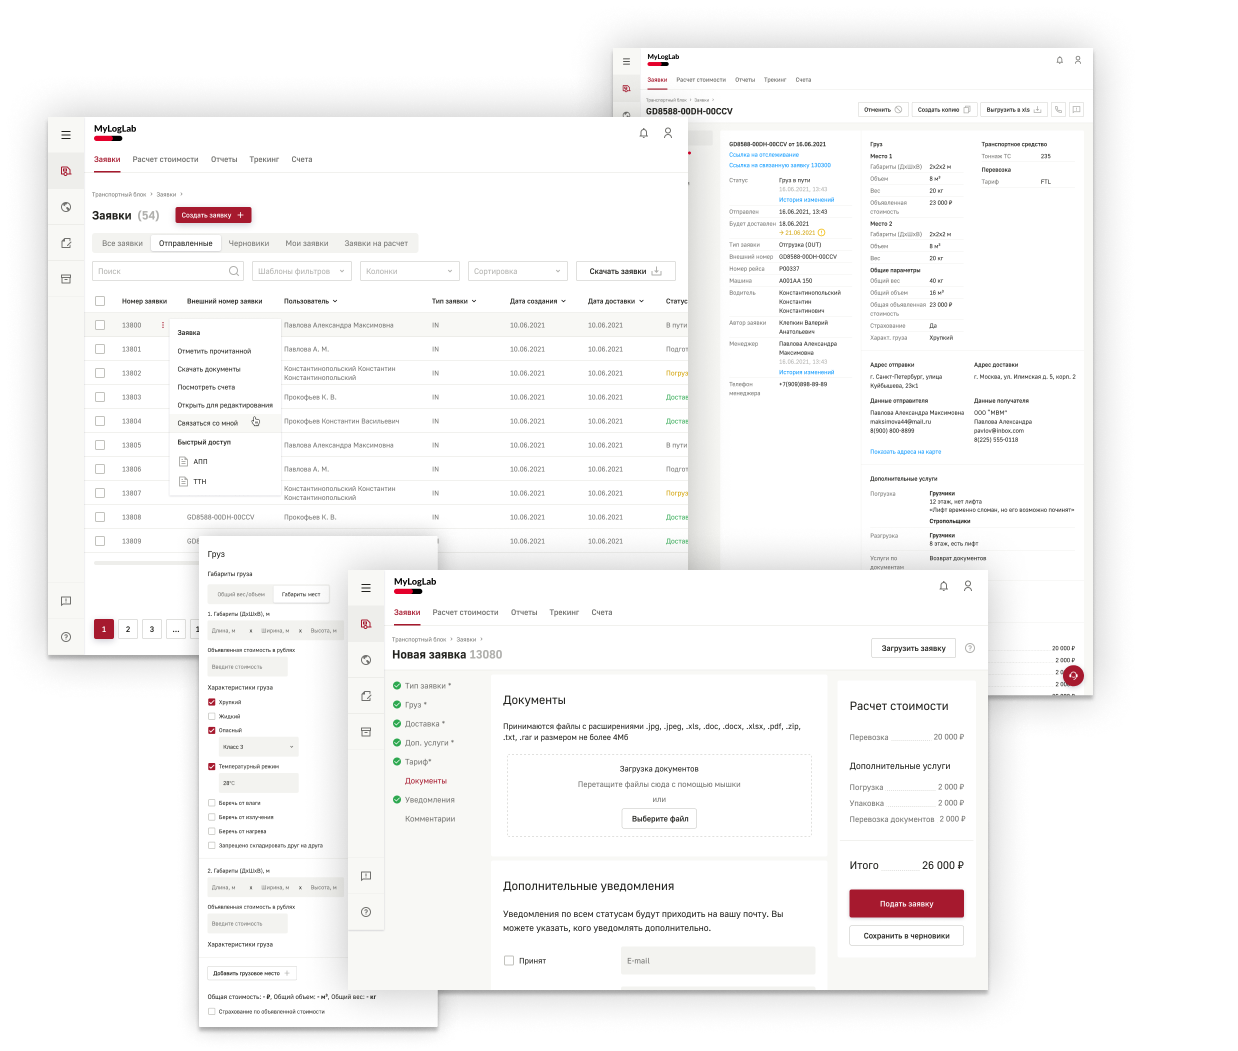 MyLogLab
Заявки Расчет стоимости Отчеты Трекинг Счета
Транспортный блок › Заявки ›
GD8588-00DH-00CCV
Отменить
Создать копию
Выгрузить в xls
GD8588-00DH-00CCV от 16.06.2021
Ссылка на отслеживание
Ссылка на связанную заявку 130300
Статус Груз в пути
16.06.2021, 13:43
История изменений
Отправлен 16.06.2021, 13:43
Будет доставлен 18.06.2021
→ 21.06.2021
Тип заявки Отгрузка (OUT)
Внешний номер GD8588-00DH-00CCV
Номер рейса P00337
Машина А001АА 150
Водитель Константинопольский
Константин
Константинович
Автор заявки Клепкин Валерий
Анатольевич
Менеджер Павлова Александра
Максимовна
16.06.2021, 13:43
История изменений
Телефон +7(909)898-89-89
менеджера
Груз
Место 1
Габариты (ДхШхВ) 2х2х2 м
Объем 8 м³
Вес 20 кг
Объявленная 23 000 ₽
стоимость
Место 2
Габариты (ДхШхВ) 2х2х2 м
Объем 8 м³
Вес 20 кг
Общие параметры
Общий вес 40 кг
Общий объем 16 м³
Общая объявленная 23 000 ₽
стоимость
Страхование Да
Характ. груза Хрупкий
Транспортное средство
Тоннаж ТС 235
Перевозка
Тариф FTL
Адрес отправки
г. Санкт-Петербург, улица
Куйбышева, 23к1
Адрес доставки
г. Москва, ул. Илимская д. 5, корп. 2
Данные отправителя
Павлова Александра Максимовна
maksimova44@mail.ru
8(900) 800-8899
Данные получателя
ООО "МВМ"
Павлова Александра
pavlov@inbox.com
8(225) 555-0118
Показать адреса на карте
Дополнительные услуги
Погрузка Грузчики
12 этаж, нет лифта
«Лифт временно сломан, но его возможно починят»
Стропольщики
Разгрузка Грузчики
8 этаж, есть лифт
Услуги по Возврат документов
документам
20 000 ₽
2 000 ₽
2 000 ₽
MyLogLab
Заявки Расчет стоимости Отчеты Трекинг Счета
Транспортный блок › Заявки ›
Заявки (54)
Создать заявку +
Все заявки Отправленные Черновики Мои заявки Заявки на расчет
Поиск Шаблоны фильтров Колонки Сортировка Скачать заявки
Номер заявки Внешний номер заявки Пользователь Тип заявки Дата создания Дата доставки Статус
13800 Павлова Александра Максимовна IN 10.06.2021 10.06.2021 В пути
13801 Павлова А. М. IN 10.06.2021 10.06.2021 Подгот
13802 Константинопольский Константин
Константинопольский IN 10.06.2021 10.06.2021 Погруз
13803 Прокофьев К. В. IN 10.06.2021 10.06.2021 Достав
13804 Прокофьев Константин Васильевич IN 10.06.2021 10.06.2021 Достав
13805 Павлова Александра Максимовна IN 10.06.2021 10.06.2021 В пути
13806 Павлова А. М. IN 10.06.2021 10.06.2021 Подгот
13807 Константинопольский Константин
Константинопольский IN 10.06.2021 10.06.2021 Погруз
13808 GD8588-00DH-00CCV Прокофьев К. В. IN 10.06.2021 10.06.2021 Достав
13809 GD8 IN 10.06.2021 10.06.2021 Достав
Заявка
Отметить прочитанной
Скачать документы
Посмотреть счета
Открыть для редактирования
Связаться со мной
Быстрый доступ
АПП
ТТН
1 2 3 ... 1
Груз
Габариты груза
Общий вес/объем Габариты мест
1. Габариты (ДхШхВ), м
Длина, м х Ширина, м х Высота, м
Объявленная стоимость в рублях
Введите стоимость
Характеристики груза
Хрупкий
Жидкий
Опасный
Класс 3
Температурный режим
28°C
Беречь от влаги
Беречь от излучения
Беречь от нагрева
Запрещено складировать друг на друга
2. Габариты (ДхШхВ), м
Длина, м х Ширина, м х Высота, м
Объявленная стоимость в рублях
Введите стоимость
Характеристики груза
Добавить грузовое место +
Общая стоимость: - ₽, Общий объем: - м³, Общий вес: - кг
Страхование по объявленной стоимости
MyLogLab
Заявки Расчет стоимости Отчеты Трекинг Счета
Транспортный блок › Заявки ›
Новая заявка 13080
Загрузить заявку
Тип заявки *
Груз *
Доставка *
Доп. услуги *
Тариф*
Документы
Уведомления
Комментарии
Документы
Принимаются файлы с расширениями .jpg, .jpeg, .xls, .doc, .docx, .xlsx, .pdf, .zip,
.txt, .rar и размером не более 4Мб
Загрузка документов
Перетащите файлы сюда с помощью мышки
или
Выберите файл
Дополнительные уведомления
Уведомления по всем статусам будут приходить на вашу почту. Вы
можете указать, кого уведомлять дополнительно.
Принят E-mail
Расчет стоимости
Перевозка 20 000 ₽
Дополнительные услуги
Погрузка 2 000 ₽
Упаковка 2 000 ₽
Перевозка документов 2 000 ₽
Итого 26 000 ₽
Подать заявку
Сохранить в черновики